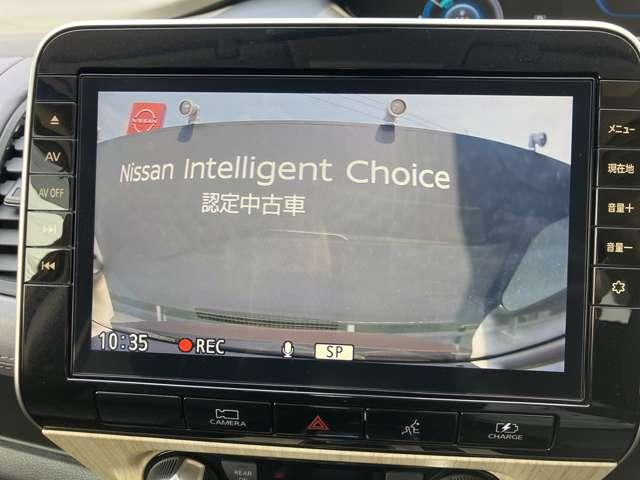 NISSAN
Nissan Intelligent Choice
認定中古車
10:35 REC SP
AV
AV OFF
メニュー
現在地
音量＋
音量－
CAMERA
CHARGE
REAR